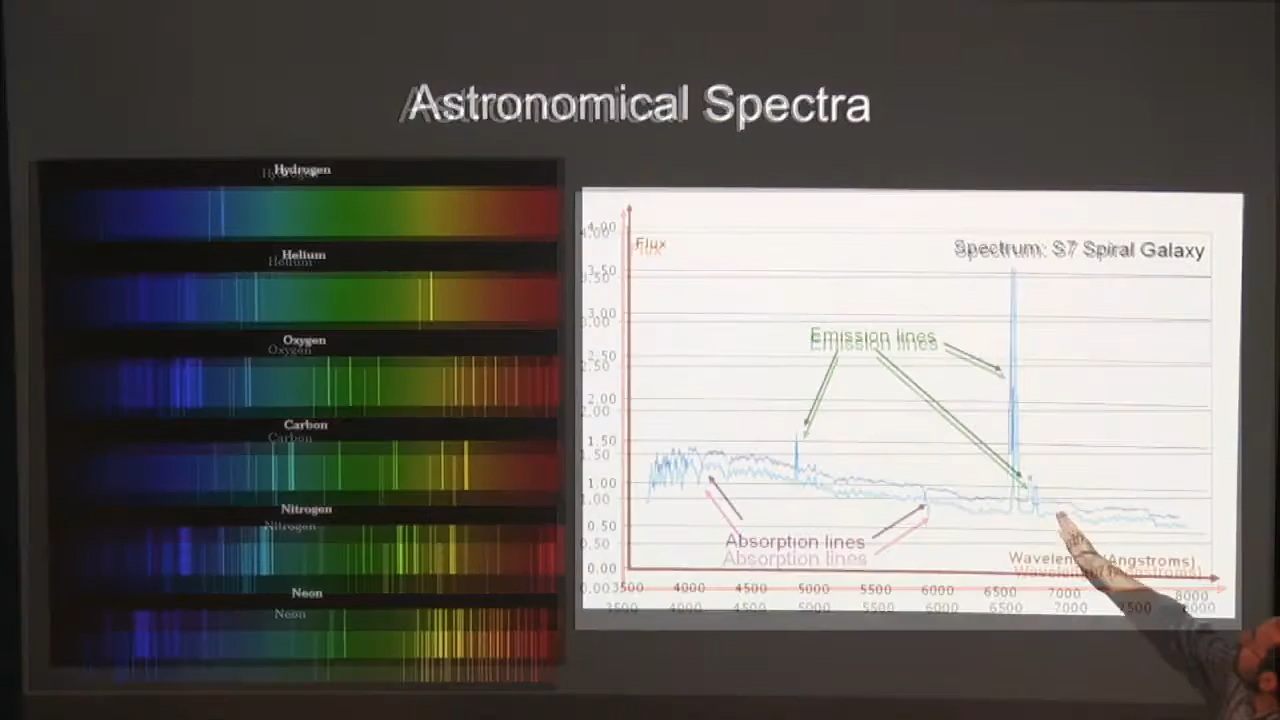 Astronomical Spectra
Hydrogen
Helium
Oxygen
Carbon
Nitrogen
Neon
Flux
Spectrum: S7 Spiral Galaxy
4.00
3.50
3.00
2.50
2.00
1.50
1.00
0.50
0.00
Emission lines
Absorption lines
(Angstroms)
3500 4000 4500 5000 5500 6000 6500 7000 7500 8000